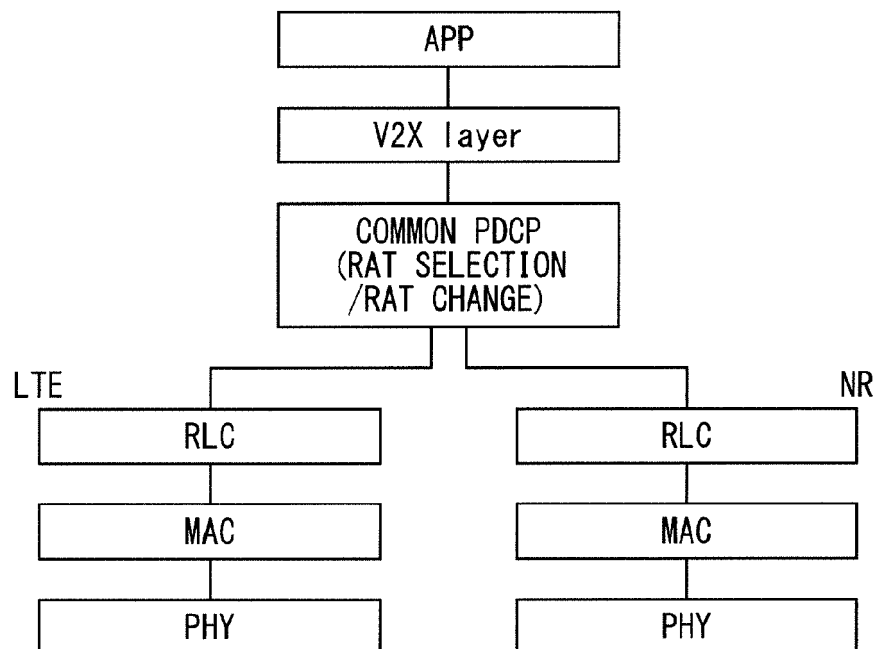 APP
V2X layer
COMMON PDCP
(RAT SELECTION
/RAT CHANGE)
LTE
NR
RLC
RLC
MAC
MAC
PHY
PHY